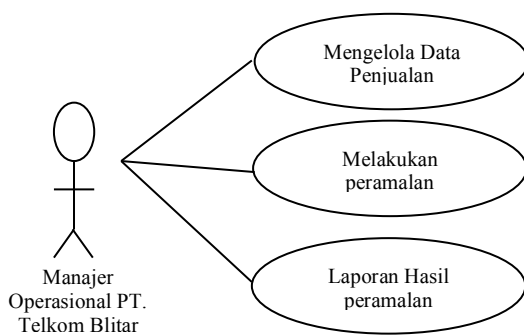 Mengelola Data
Penjualan
Melakukan
peramalan
Laporan Hasil
peramalan
Manajer
Operasional PT.
Telkom Blitar